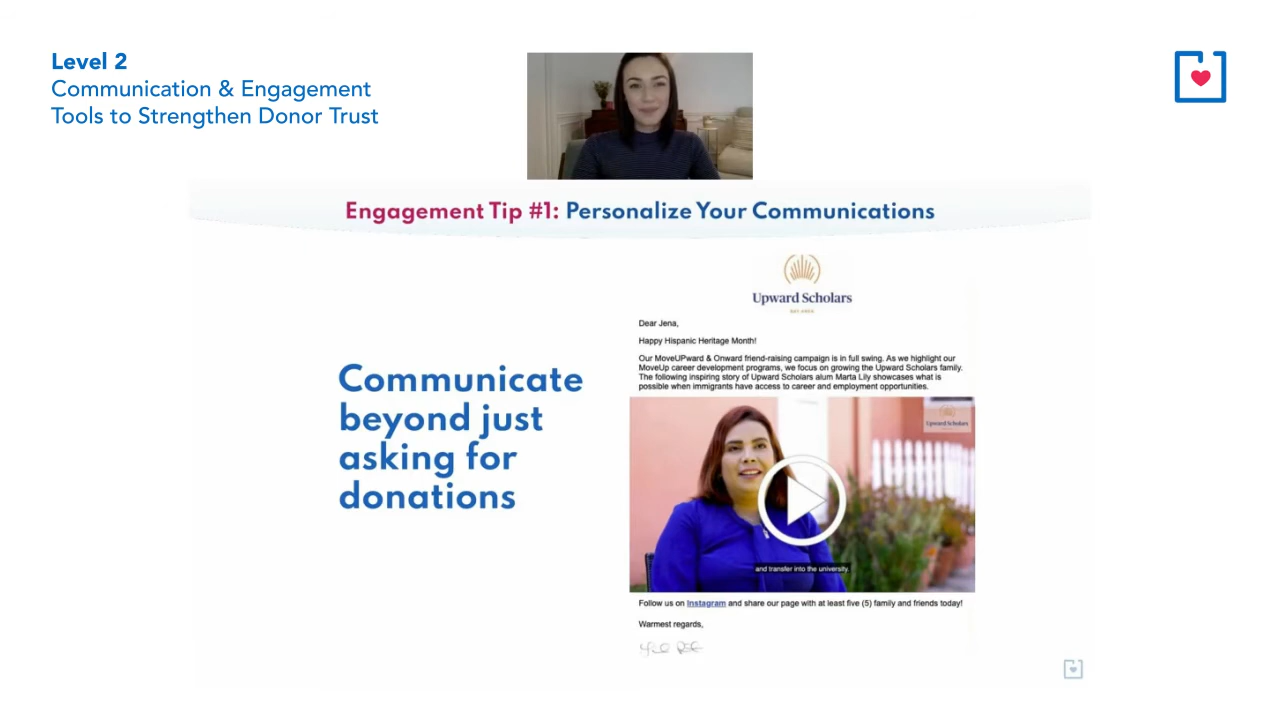 Level 2
Communication & Engagement
Tools to Strengthen Donor Trust
Engagement Tip #1: Personalize Your Communications
Communicate
beyond just
asking for
donations
Upward Scholars
BAY AREA
Dear Jena,
Happy Hispanic Heritage Month!
Our MoveUPward & Onward friend-raising campaign is in full swing. As we highlight our
MoveUp career development programs, we focus on growing the Upward Scholars family.
The following inspiring story of Upward Scholars alum Marta Lily showcases what is
possible when immigrants have access to career and employment opportunities.
Upward Scholars
and transfer into the university.
Follow us on Instagram and share our page with at least five (5) family and friends today!
Warmest regards,